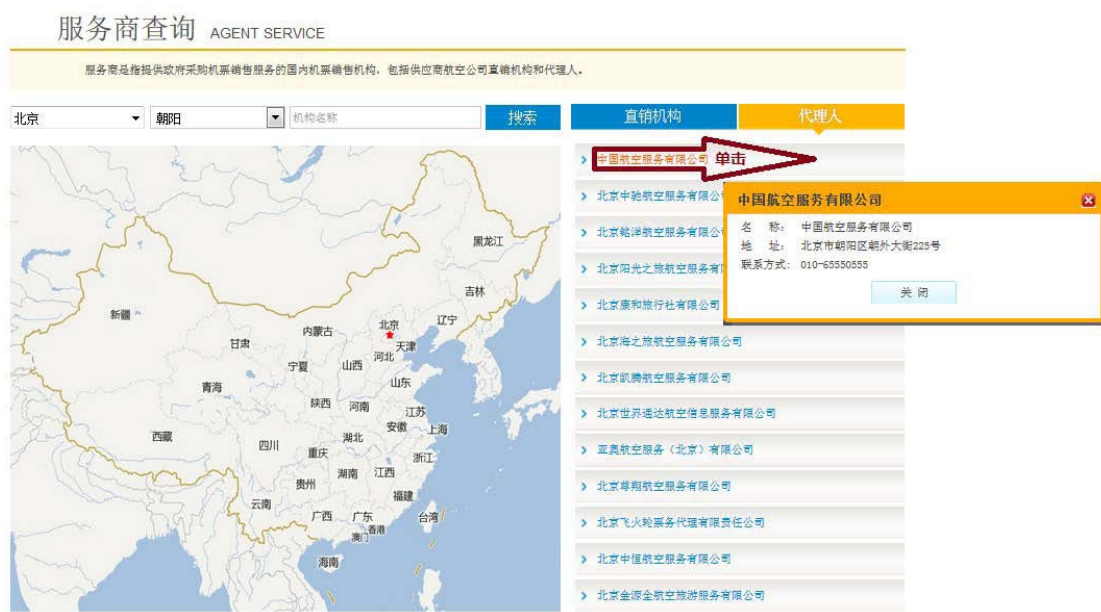 服务商查询 AGENT SERVICE
服务商是指提供政府采购机票销售服务的国内机票销售机构，包括供应商航空公司直销机构和代理人。
北京 朝阳 机构名称 搜索
直销机构 代理人
中国航空服务有限公司 单击
北京中驰航空服务有限公
北京铭洋航空服务有限公
北京阳光之旅航空服务有
北京康和旅行社有限公司
北京海之旅航空服务有限公司
北京凯腾航空服务有限公司
北京世界通达航空信息服务有限公司
亚奥航空服务（北京）有限公司
北京尊翔航空服务有限公司
北京飞火轮票务代理有限责任公司
北京中恒航空服务有限公司
北京金源全航空旅游服务有限公司
中国航空服务有限公司
名 称： 中国航空服务有限公司
地 址： 北京市朝阳区朝外大街225号
联系方式： 010-65550555
关闭
黑龙江
吉林
辽宁
新疆
内蒙古
北京
天津
甘肃
河北
宁夏
山西
山东
青海
陕西
河南
江苏
安徽
上海
西藏
四川
湖北
重庆
浙江
湖南
江西
贵州
福建
云南
广西
广东
台湾
香港
澳门
海南